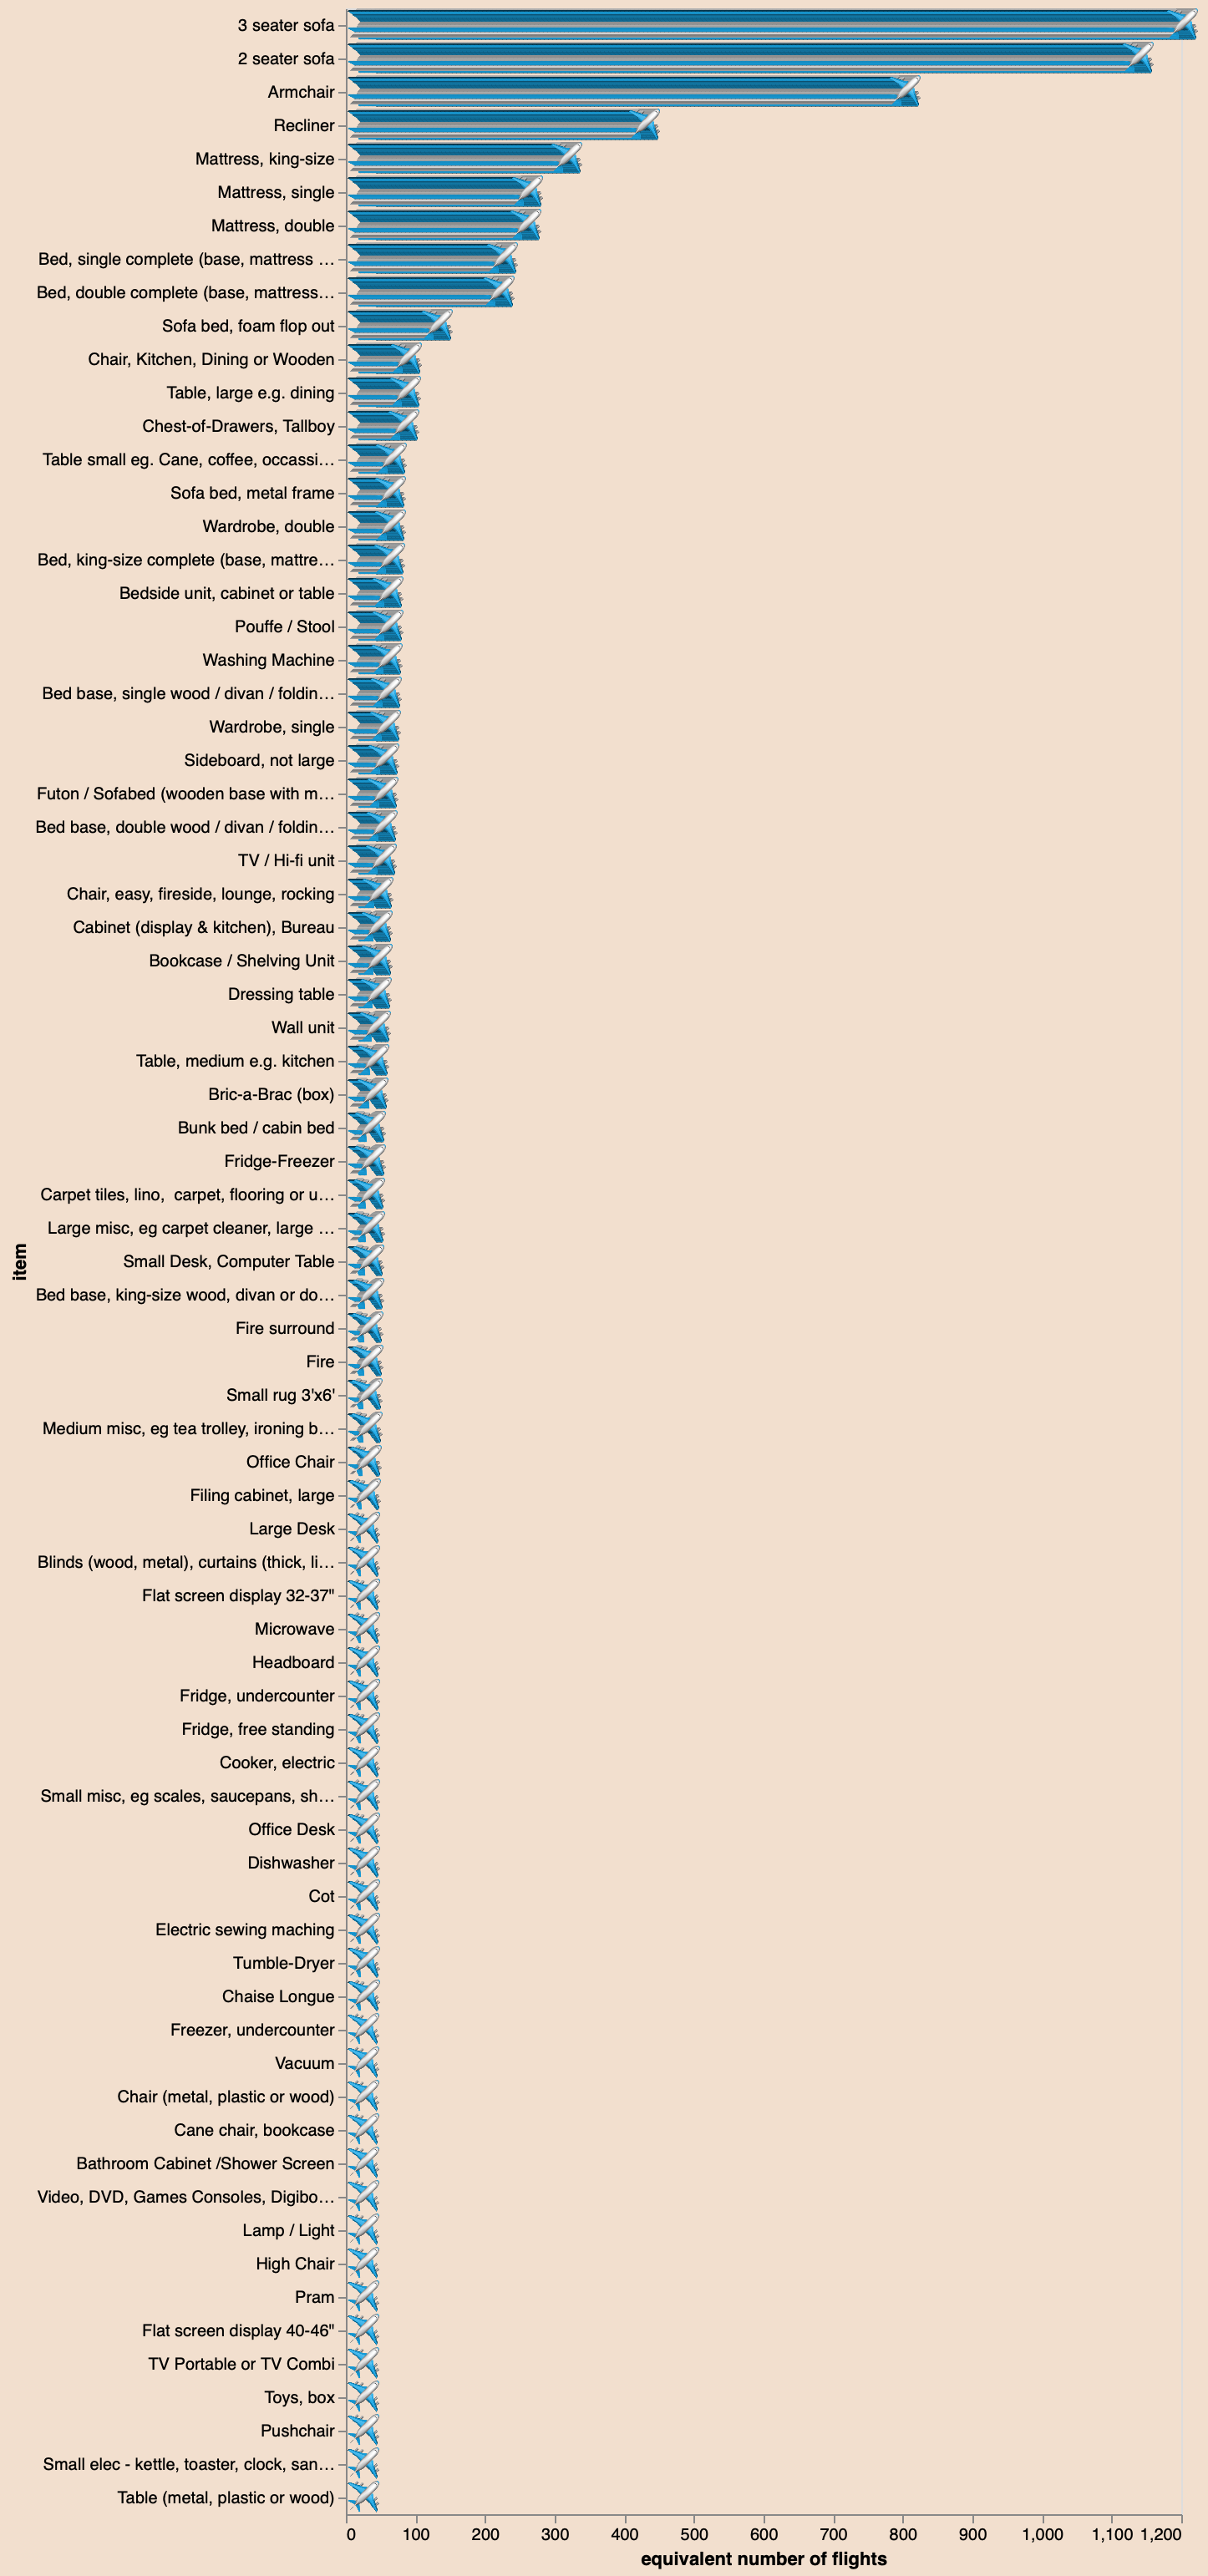 3 seater sofa
2 seater sofa
Armchair
Recliner
Mattress, king-size
Mattress, single
Mattress, double
Bed, single complete (base, mattress …
Bed, double complete (base, mattress…
Sofa bed, foam flop out
Chair, Kitchen, Dining or Wooden
Table, large e.g. dining
Chest-of-Drawers, Tallboy
Table small eg. Cane, coffee, occassi…
Sofa bed, metal frame
Wardrobe, double
Bed, king-size complete (base, mattre…
Bedside unit, cabinet or table
Pouffe / Stool
Washing Machine
Bed base, single wood / divan / foldin…
Wardrobe, single
Sideboard, not large
Futon / Sofabed (wooden base with m…
Bed base, double wood / divan / foldin…
TV / Hi-fi unit
Chair, easy, fireside, lounge, rocking
Cabinet (display & kitchen), Bureau
Bookcase / Shelving Unit
Dressing table
Wall unit
Table, medium e.g. kitchen
Bric-a-Brac (box)
Bunk bed / cabin bed
Fridge-Freezer
Carpet tiles, lino,  carpet, flooring or u…
Large misc, eg carpet cleaner, large …
item
Small Desk, Computer Table
Bed base, king-size wood, divan or do…
Fire surround
Fire
Small rug 3'x6'
Medium misc, eg tea trolley, ironing b…
Office Chair
Filing cabinet, large
Large Desk
Blinds (wood, metal), curtains (thick, li…
Flat screen display 32-37"
Microwave
Headboard
Fridge, undercounter
Fridge, free standing
Cooker, electric
Small misc, eg scales, saucepans, sh…
Office Desk
Dishwasher
Cot
Electric sewing maching
Tumble-Dryer
Chaise Longue
Freezer, undercounter
Vacuum
Chair (metal, plastic or wood)
Cane chair, bookcase
Bathroom Cabinet /Shower Screen
Video, DVD, Games Consoles, Digibo…
Lamp / Light
High Chair
Pram
Flat screen display 40-46"
TV Portable or TV Combi
Toys, box
Pushchair
Small elec - kettle, toaster, clock, san…
Table (metal, plastic or wood)
0 100 200 300 400 500 600 700 800 900 1,000 1,100 1,200
equivalent number of flights